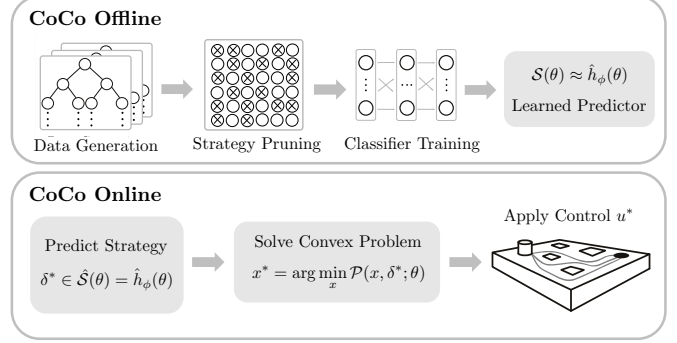 CoCo Offline
S(θ) ≈ ĥ_ϕ(θ)
Learned Predictor
Data Generation
Strategy Pruning
Classifier Training
CoCo Online
Predict Strategy
δ* ∈ Ŝ(θ) = ĥ_ϕ(θ)
Solve Convex Problem
x* = arg min_x P(x, δ*; θ)
Apply Control u*